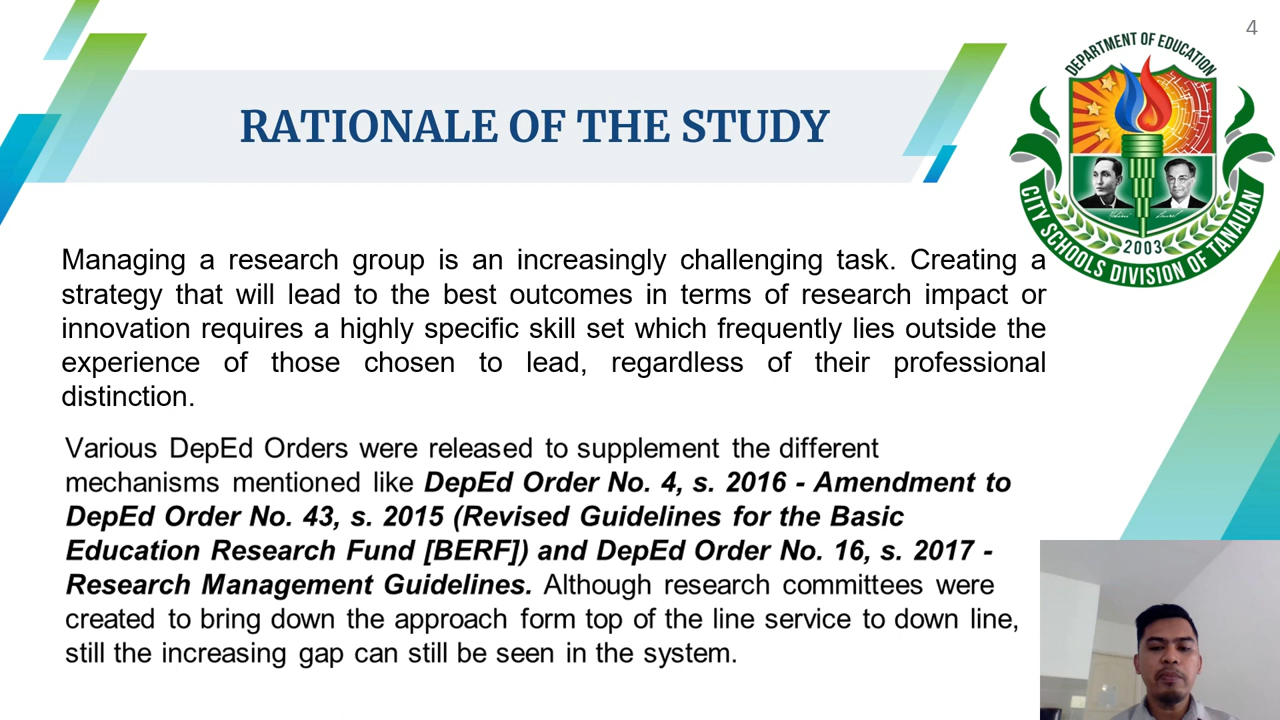 4
DEPARTMENT OF EDUCATION
RATIONALE OF THE STUDY
2003
CITY SCHOOLS DIVISION OF TANAUAN
Managing a research group is an increasingly challenging task. Creating a
strategy that will lead to the best outcomes in terms of research impact or
innovation requires a highly specific skill set which frequently lies outside the
experience of those chosen to lead, regardless of their professional
distinction.
Various DepEd Orders were released to supplement the different
mechanisms mentioned like DepEd Order No. 4, s. 2016 - Amendment to
DepEd Order No. 43, s. 2015 (Revised Guidelines for the Basic
Education Research Fund [BERF]) and DepEd Order No. 16, s. 2017 -
Research Management Guidelines. Although research committees were
created to bring down the approach form top of the line service to down line,
still the increasing gap can still be seen in the system.